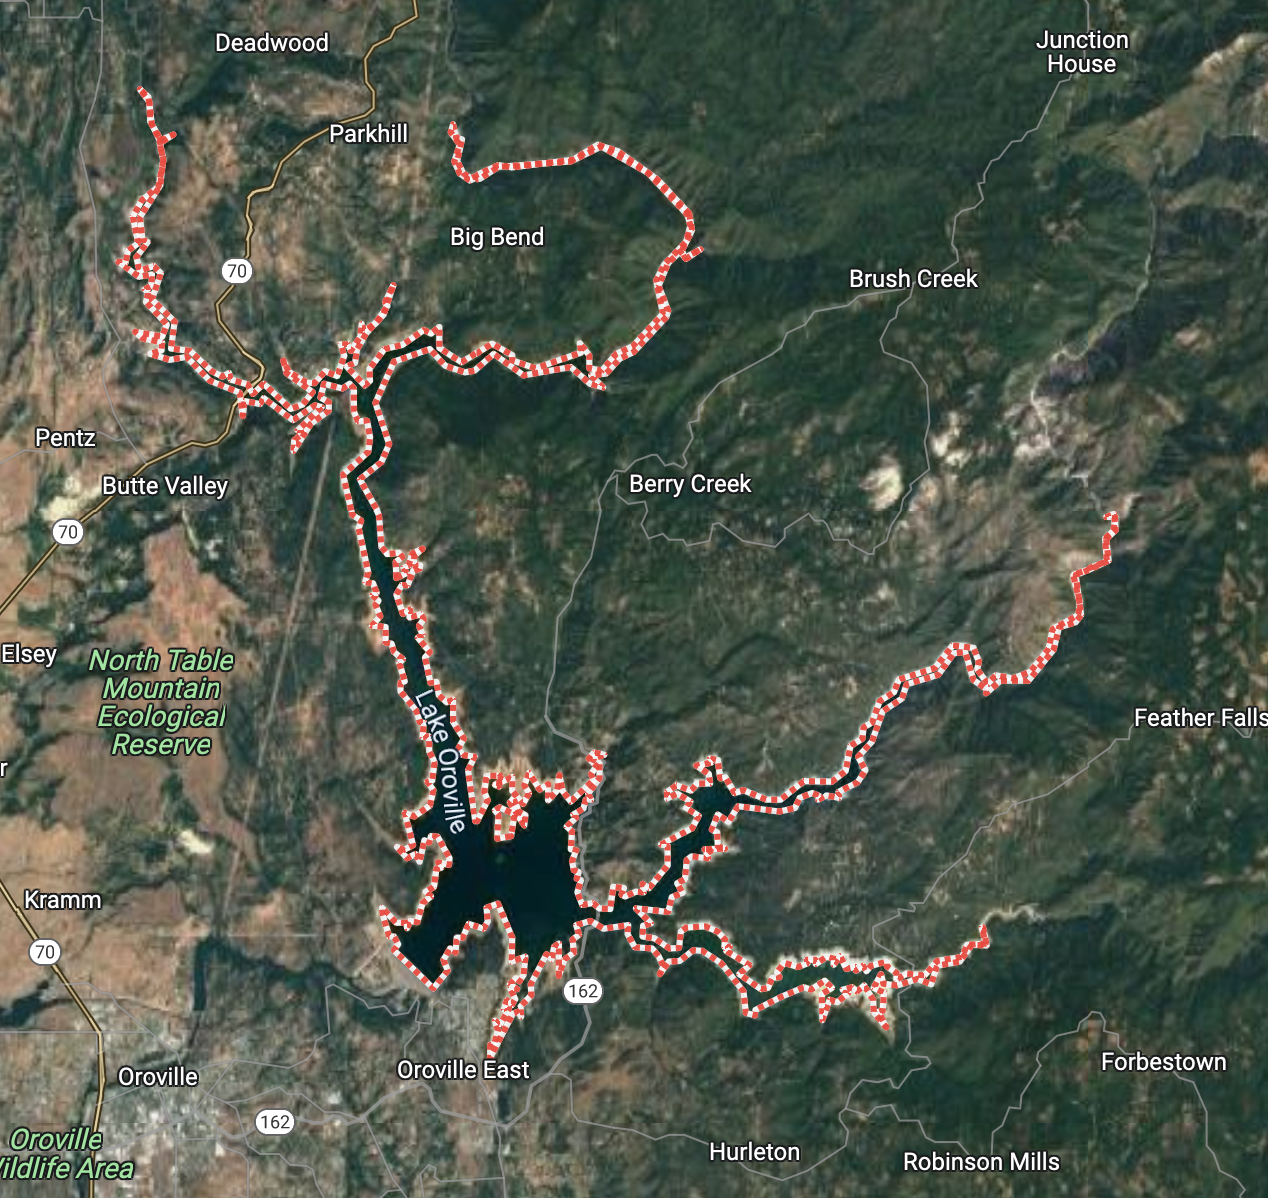 Deadwood
Junction
House
Parkhill
Big Bend
70
Brush Creek
Pentz
Butte Valley
Berry Creek
70
Elsey
North Table
Mountain
Ecological
Reserve
Lake Oroville
Feather Falls
r
Kramm
70
162
Oroville East
Oroville
Forbestown
162
Oroville
Wildlife Area
Hurleton
Robinson Mills